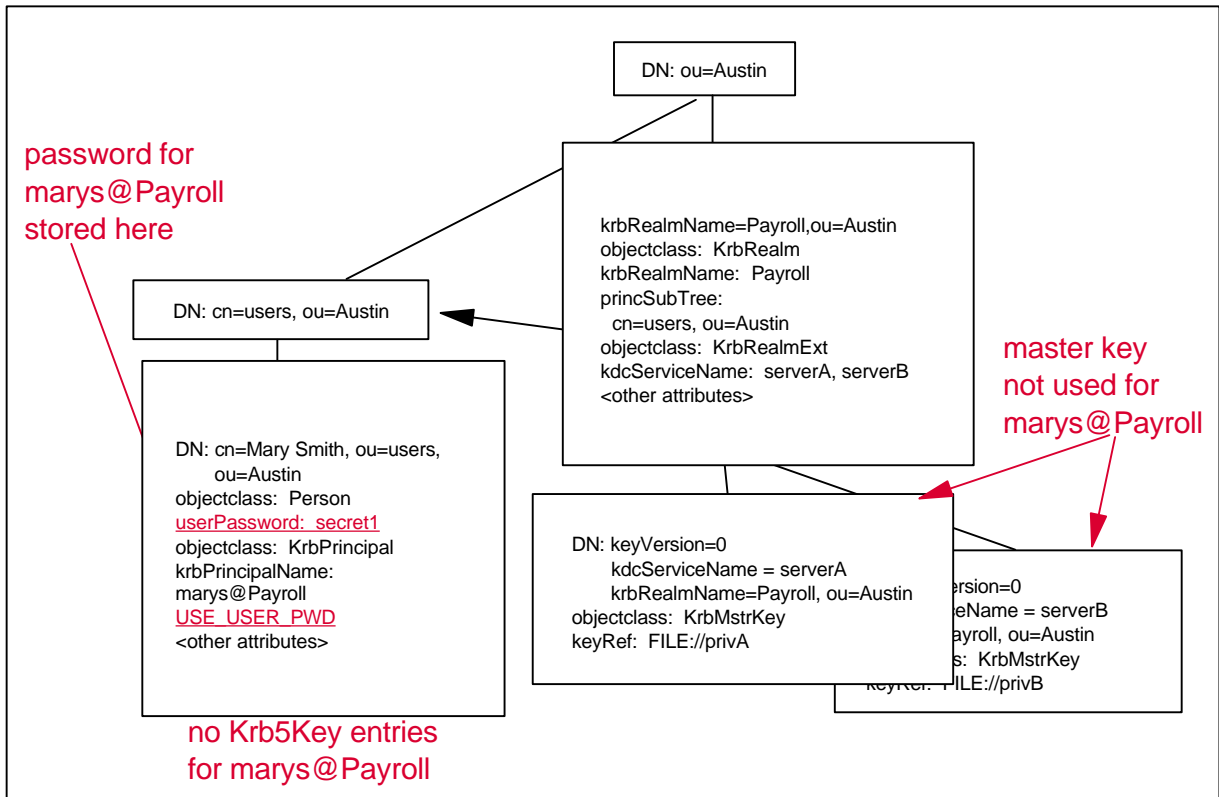 DN: ou=Austin
password for
marys@Payroll
stored here
krbRealmName=Payroll,ou=Austin
objectclass: KrbRealm
krbRealmName: Payroll
princSubTree:
cn=users, ou=Austin
objectclass: KrbRealmExt
kdcServiceName: serverA, serverB
<other attributes>
DN: cn=users, ou=Austin
master key
not used for
marys@Payroll
DN: cn=Mary Smith, ou=users,
ou=Austin
objectclass: Person
userPassword: secret1
objectclass: KrbPrincipal
krbPrincipalName:
marys@Payroll
USE_USER_PWD
<other attributes>
DN: keyVersion=0
kdcServiceName = serverA
krbRealmName=Payroll, ou=Austin
objectclass: KrbMstrKey
keyRef: FILE://privA
= serverB
ou=Austin
KrbMstrKey
FILE://privB
no Krb5Key entries
for marys@Payroll